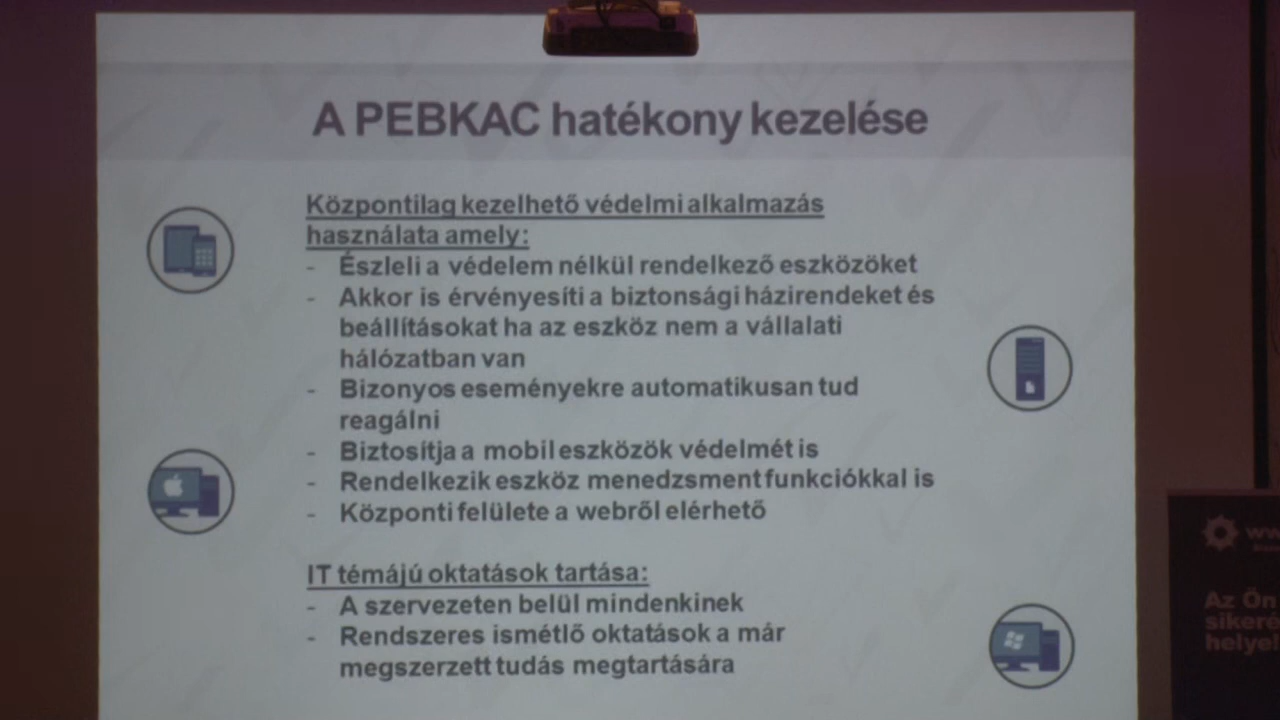 A PEBKAC hatékony kezelése
Központilag kezelhető védelmi alkalmazás
használata amely:
- Észleli a védelem nélkül rendelkező eszközöket
- Akkor is érvényesíti a biztonsági házirendeket és
beállításokat ha az eszköz nem a vállalati
hálózatban van
- Bizonyos eseményekre automatikusan tud
reagálni
- Biztosítja a mobil eszközök védelmét is
- Rendelkezik eszköz menedzsment funkciókkal is
- Központi felülete a webről elérhető
IT témájú oktatások tartása:
- A szervezeten belül mindenkinek
- Rendszeres ismétlő oktatások a már
megszerzett tudás megtartására
Az Ön